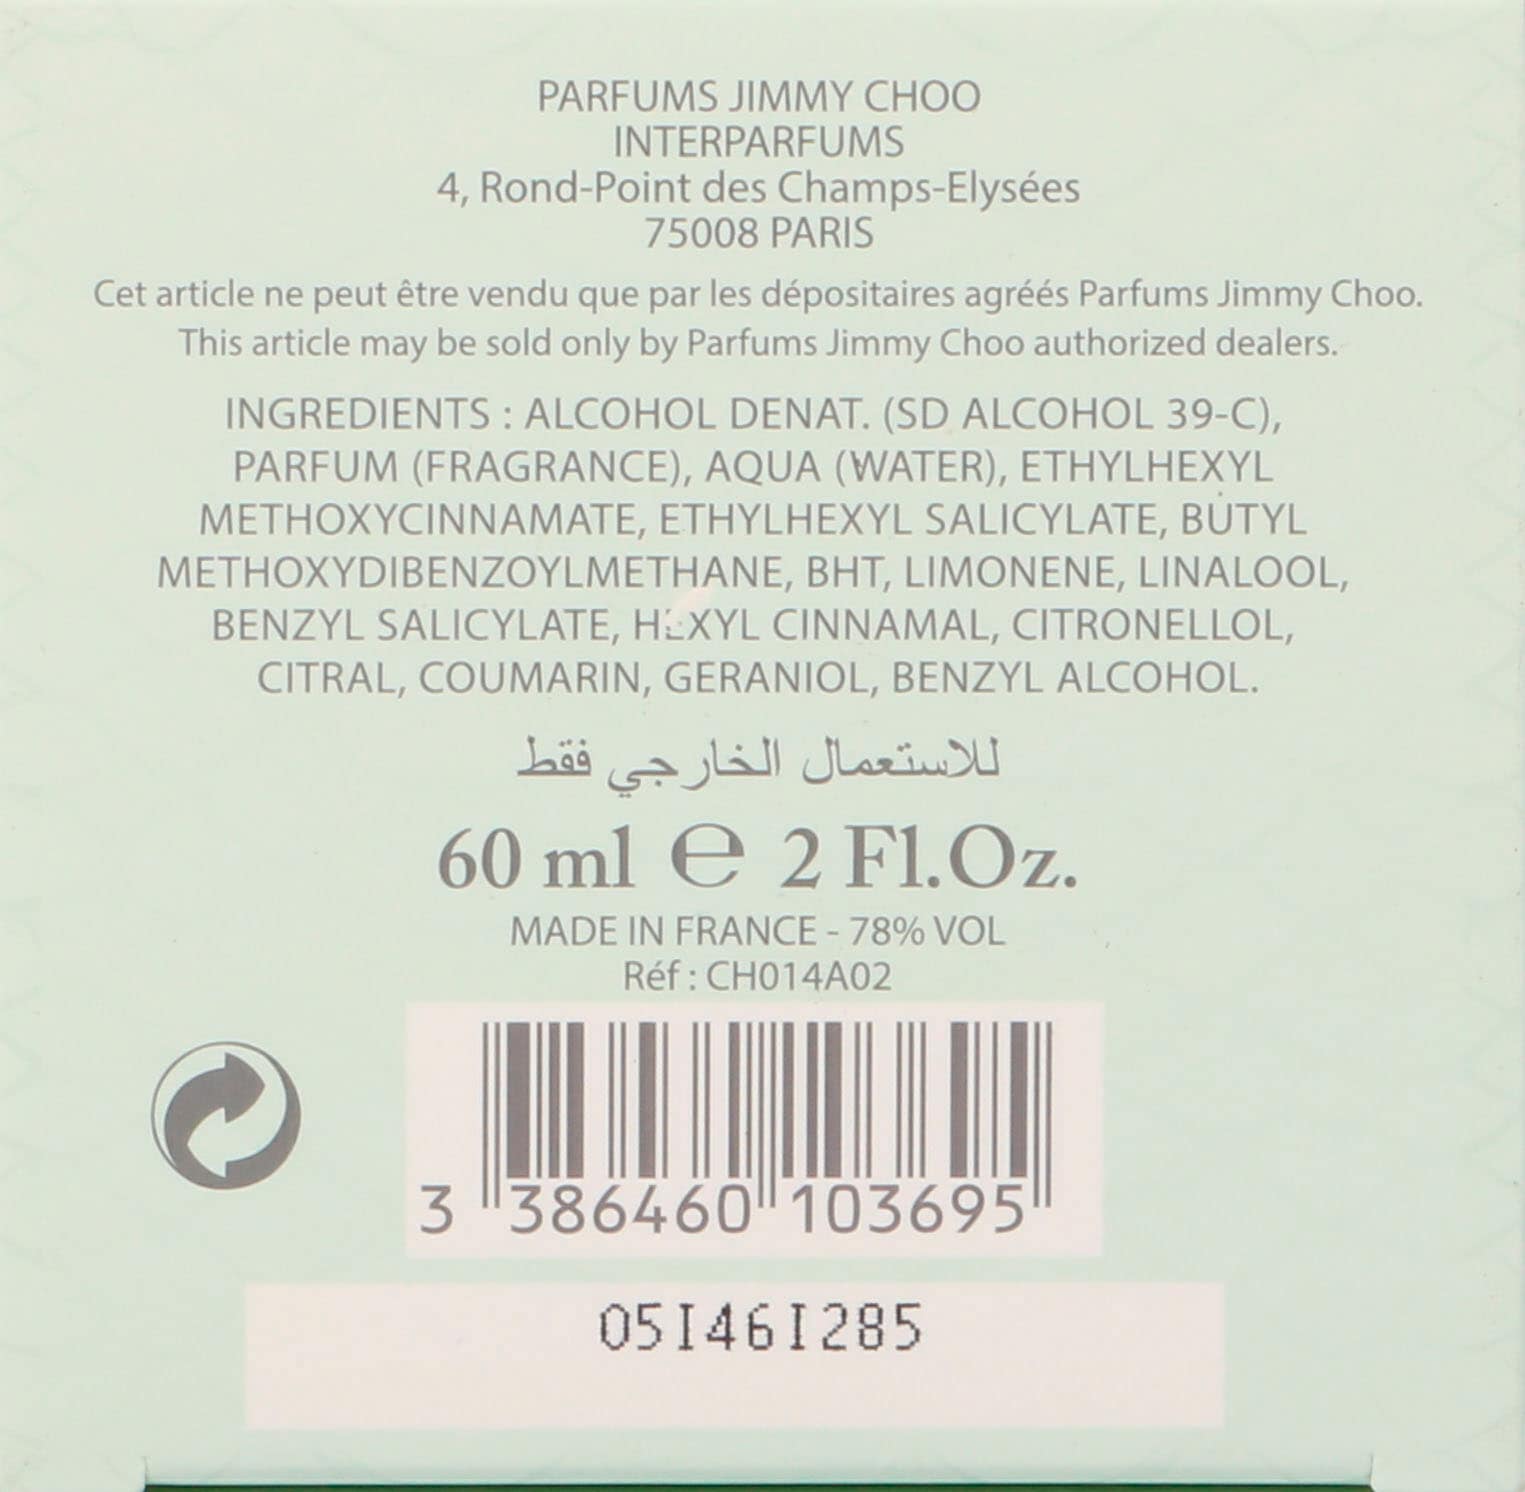 PARFUMS JIMMY CHOO
INTERPARFUMS
4, Rond-Point des Champs-Elysées
75008 PARIS
Cet article ne peut être vendu que par les dépositaires agréés Parfums Jimmy Choo.
This article may be sold only by Parfums Jimmy Choo authorized dealers.
INGREDIENTS : ALCOHOL DENAT. (SD ALCOHOL 39-C),
PARFUM (FRAGRANCE), AQUA (WATER), ETHYLHEXYL
METHOXYCINNAMATE, ETHYLHEXYL SALICYLATE, BUTYL
METHOXYDIBENZOYLMETHANE, BHT, LIMONENE, LINALOOL,
BENZYL SALICYLATE, HEXYL CINNAMAL, CITRONELLOL,
CITRAL, COUMARIN, GERANIOL, BENZYL ALCOHOL.
للاستعمال الخارجي فقط
60 ml ℮ 2 Fl.Oz.
MADE IN FRANCE - 78% VOL
Réf : CH014A02
3 386460 103695
05I46I285